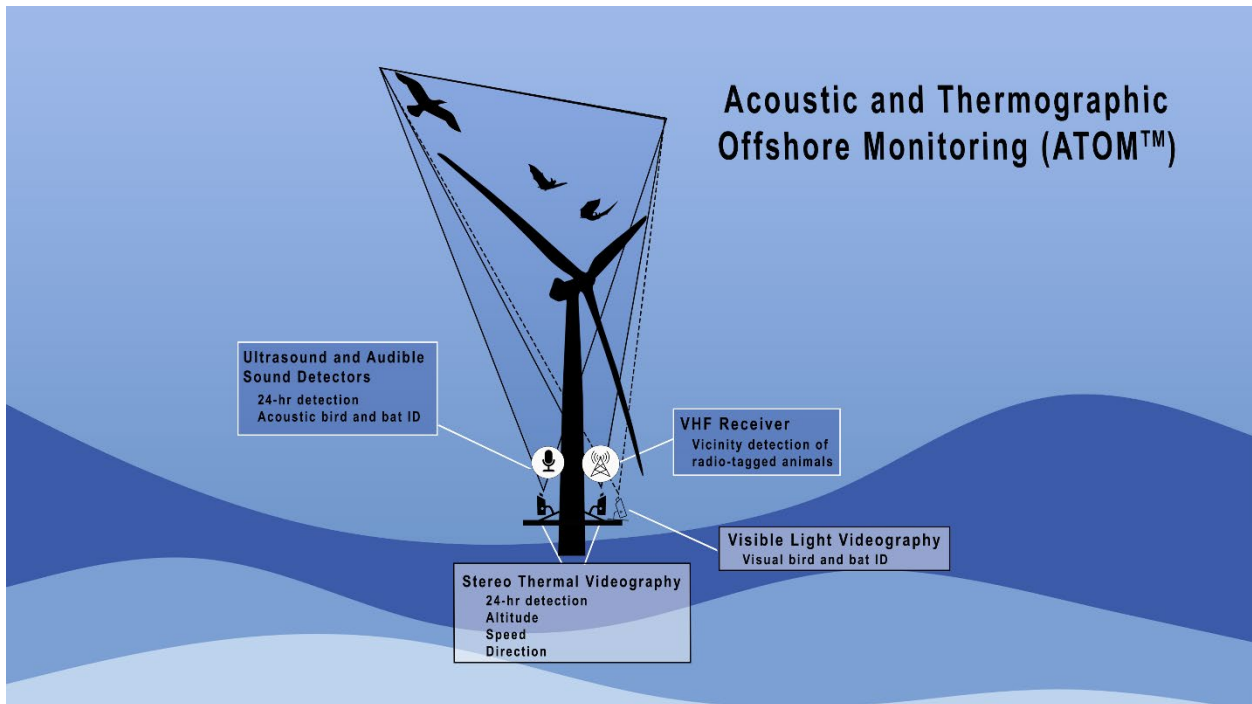 Acoustic and Thermographic
Offshore Monitoring (ATOM™)
Ultrasound and Audible
Sound Detectors
24-hr detection
Acoustic bird and bat ID
VHF Receiver
Vicinity detection of
radio-tagged animals
Visible Light Videography
Visual bird and bat ID
Stereo Thermal Videography
24-hr detection
Altitude
Speed
Direction